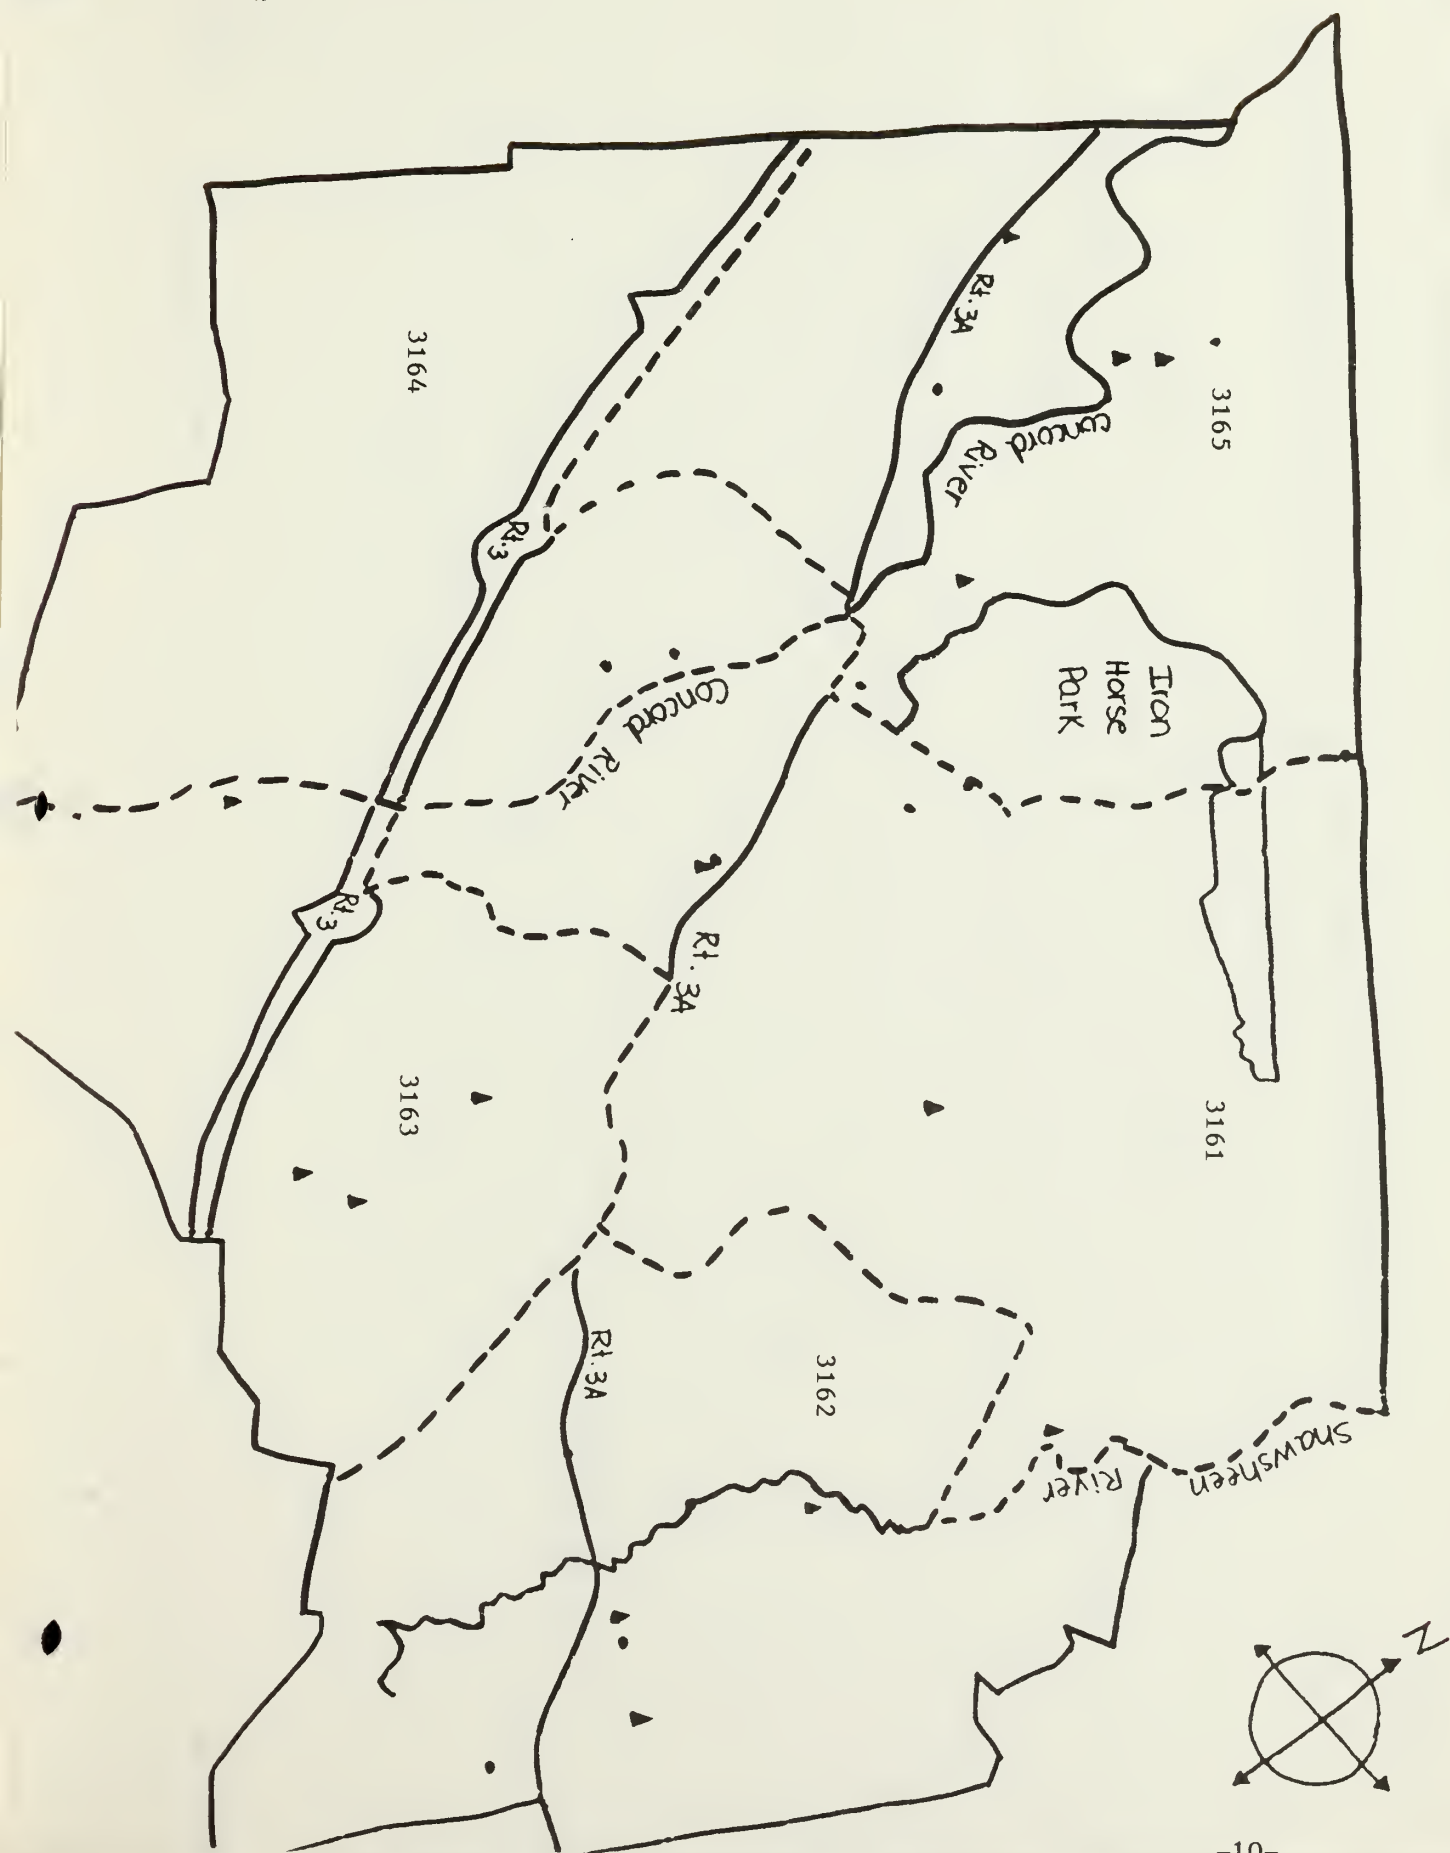 3164
Rt. 3A
3165
Concord River
Rt. 3
Iron
Horse
Park
Concord River
Rt. 3
Rt. 3A
3163
3161
Rt. 3A
3162
Shawsheen River
N
-10-